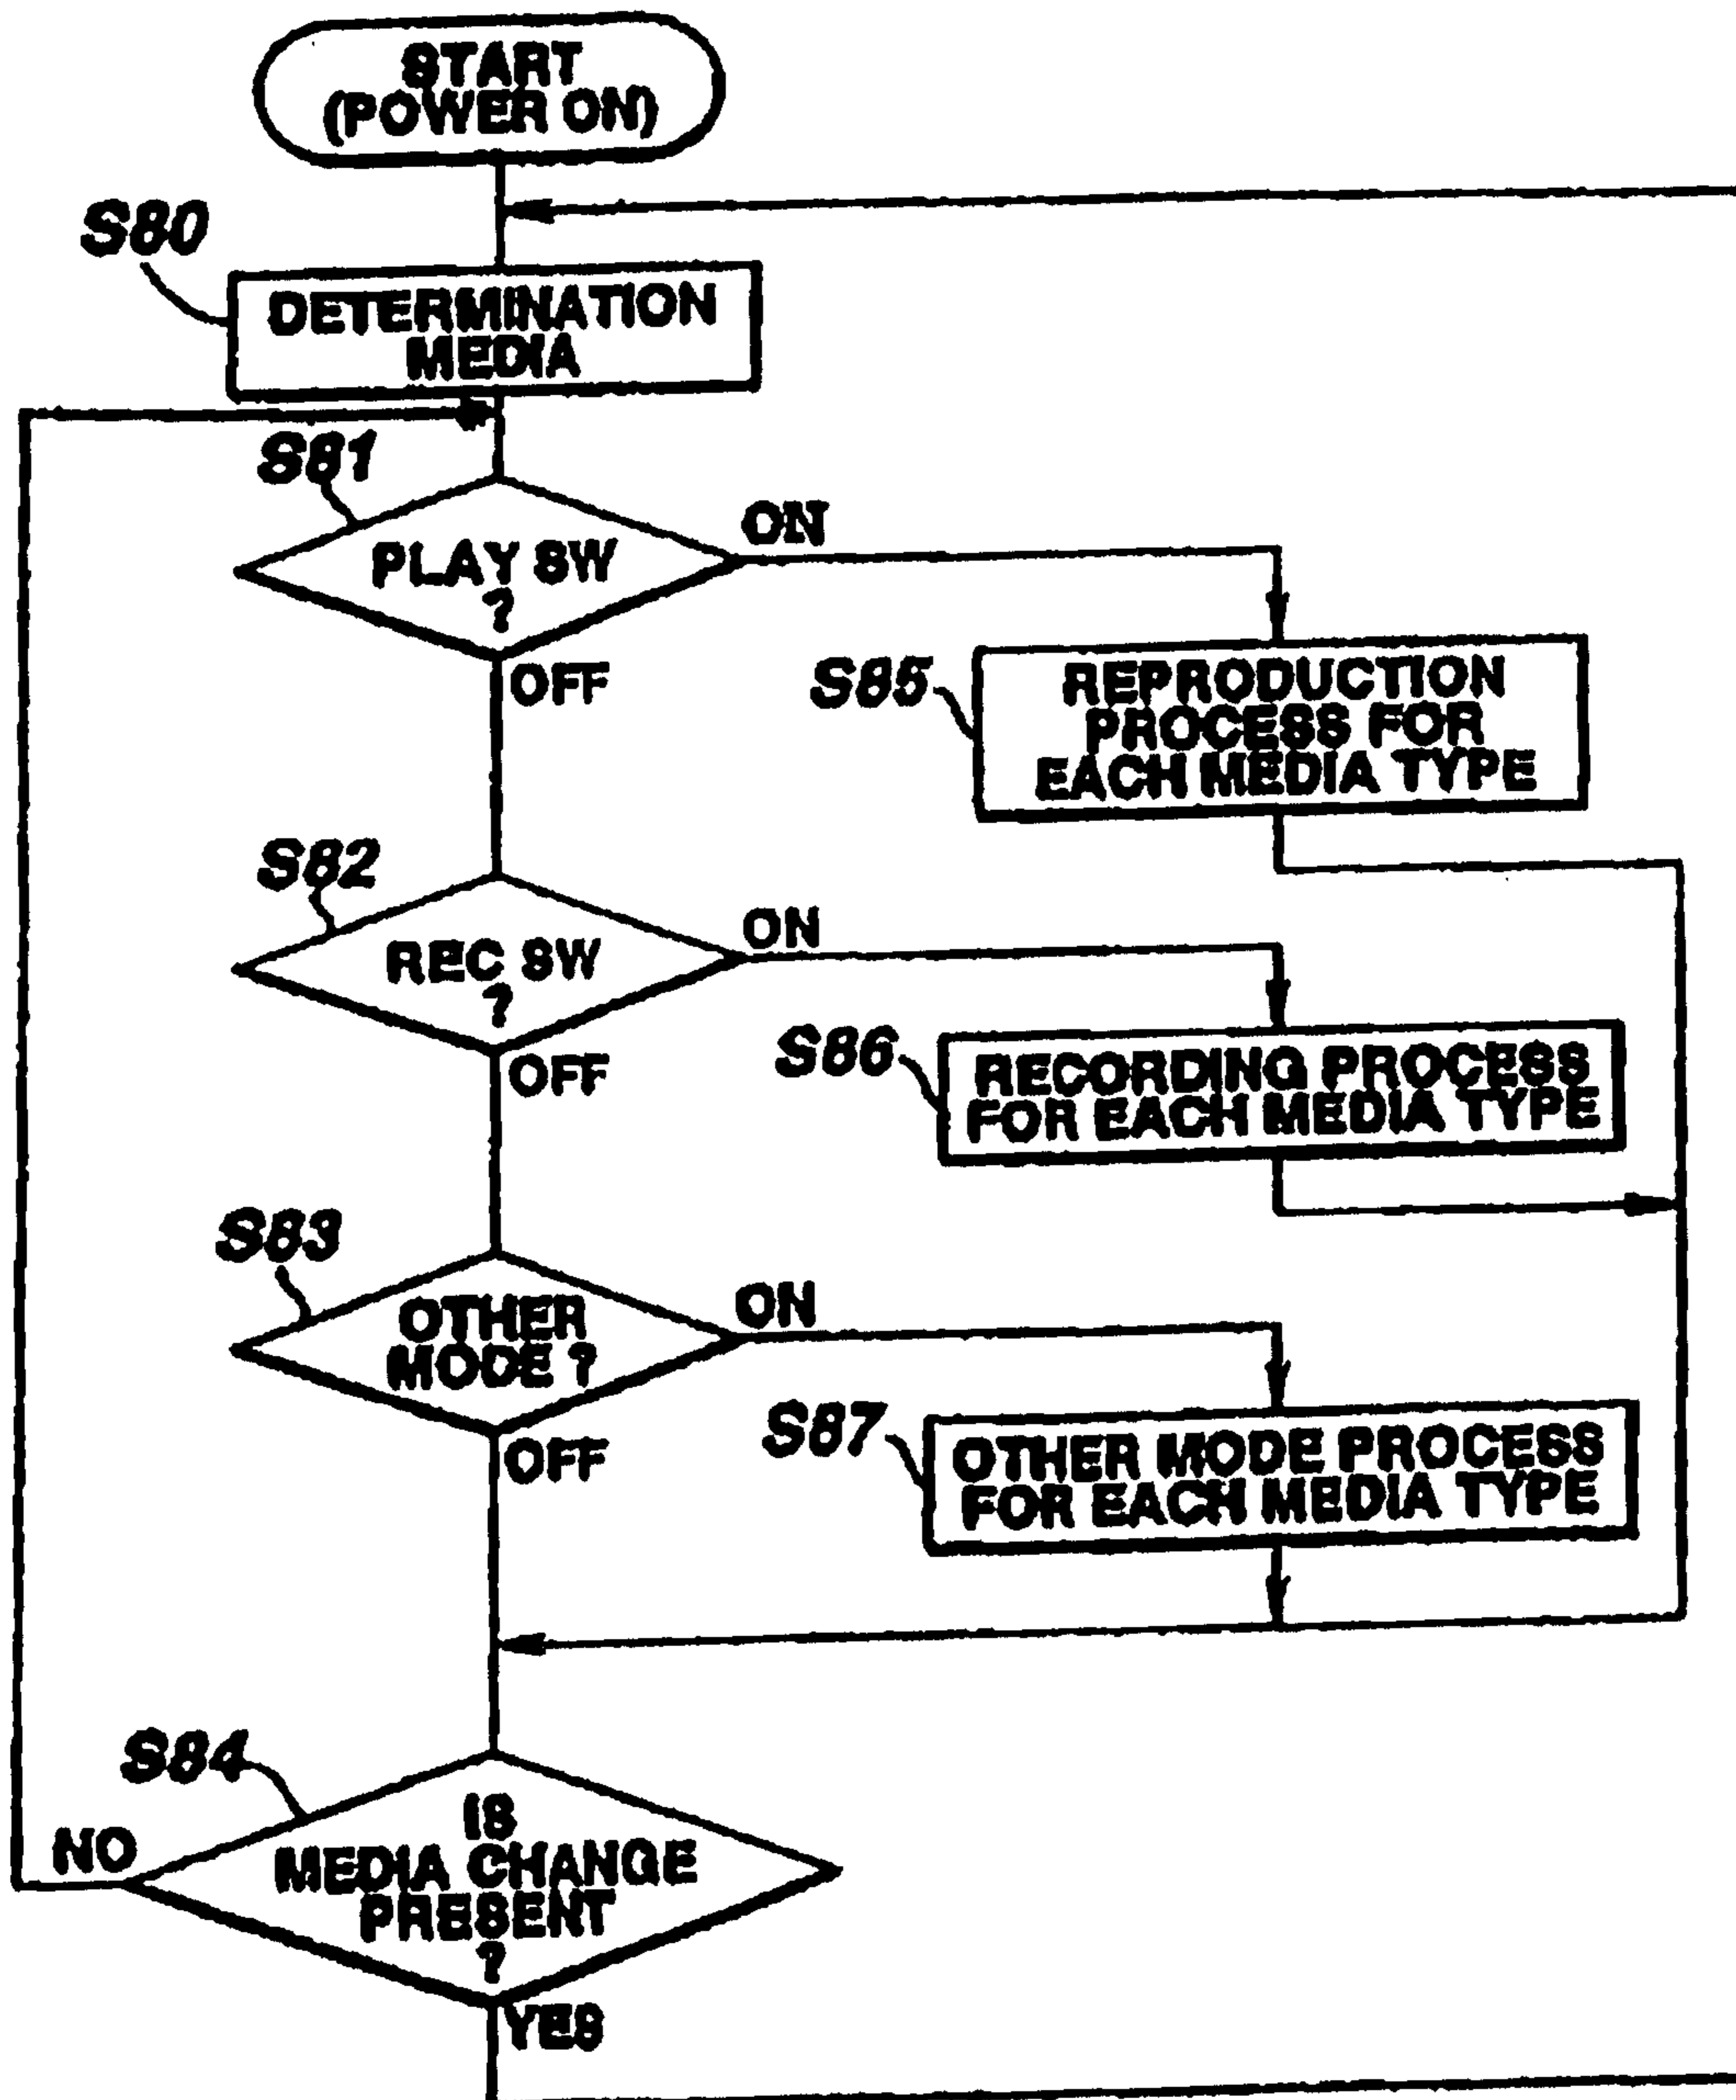 START
(POWER ON)
S80
DETERMINATION
MEDIA
S81
PLAY SW
?
ON
OFF
S85
REPRODUCTION
PROCESS FOR
EACH MEDIA TYPE
S82
REC SW
?
ON
OFF
S86
RECORDING PROCESS
FOR EACH MEDIA TYPE
S83
OTHER
MODE ?
ON
OFF
S87
OTHER MODE PROCESS
FOR EACH MEDIA TYPE
S84
IS
MEDIA CHANGE
PRESENT
?
NO
YES